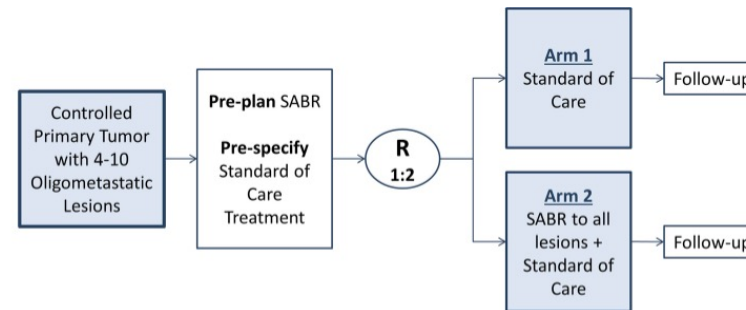 Controlled
Primary Tumor
with 4-10
Oligometastatic
Lesions
Pre-plan SABR
Pre-specify
Standard of
Care
Treatment
R
1:2
Arm 1
Standard of
Care
Follow-up
Arm 2
SABR to all
lesions +
Standard of
Care
Follow-up